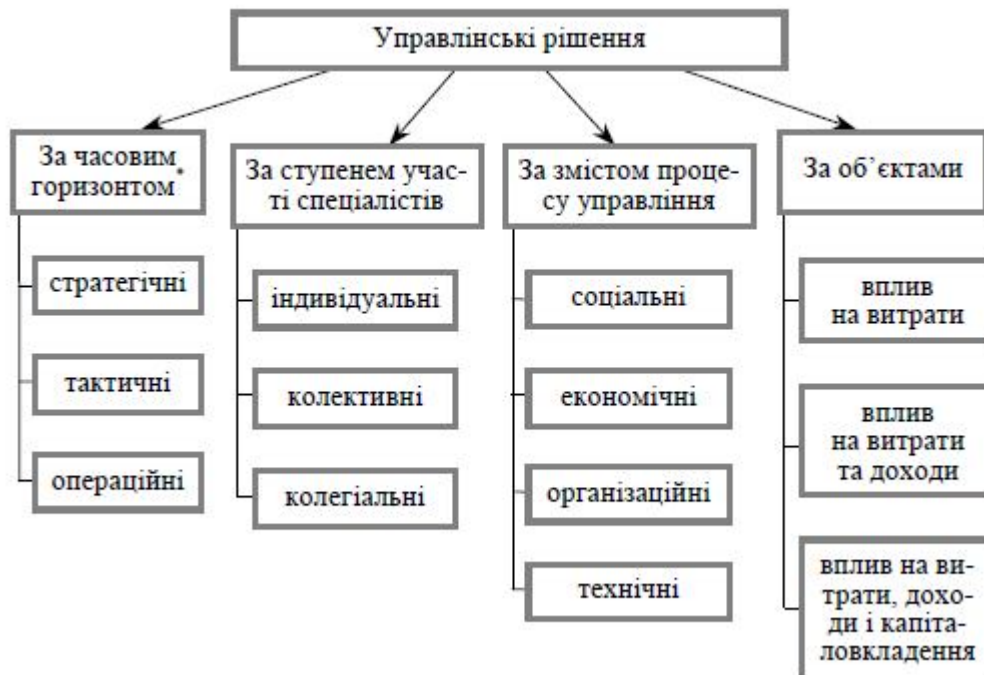 Управлінські рішення
За часовим
горизонтом*
стратегічні
тактичні
операційні
За ступенем учас-
ті спеціалістів
індивідуальні
колективні
колегіальні
За змістом проце-
су управління
соціальні
економічні
організаційні
технічні
За об’єктами
вплив
на витрати
вплив
на витрати
та доходи
вплив на ви-
трати, дохо-
ди і капіта-
ловкладення